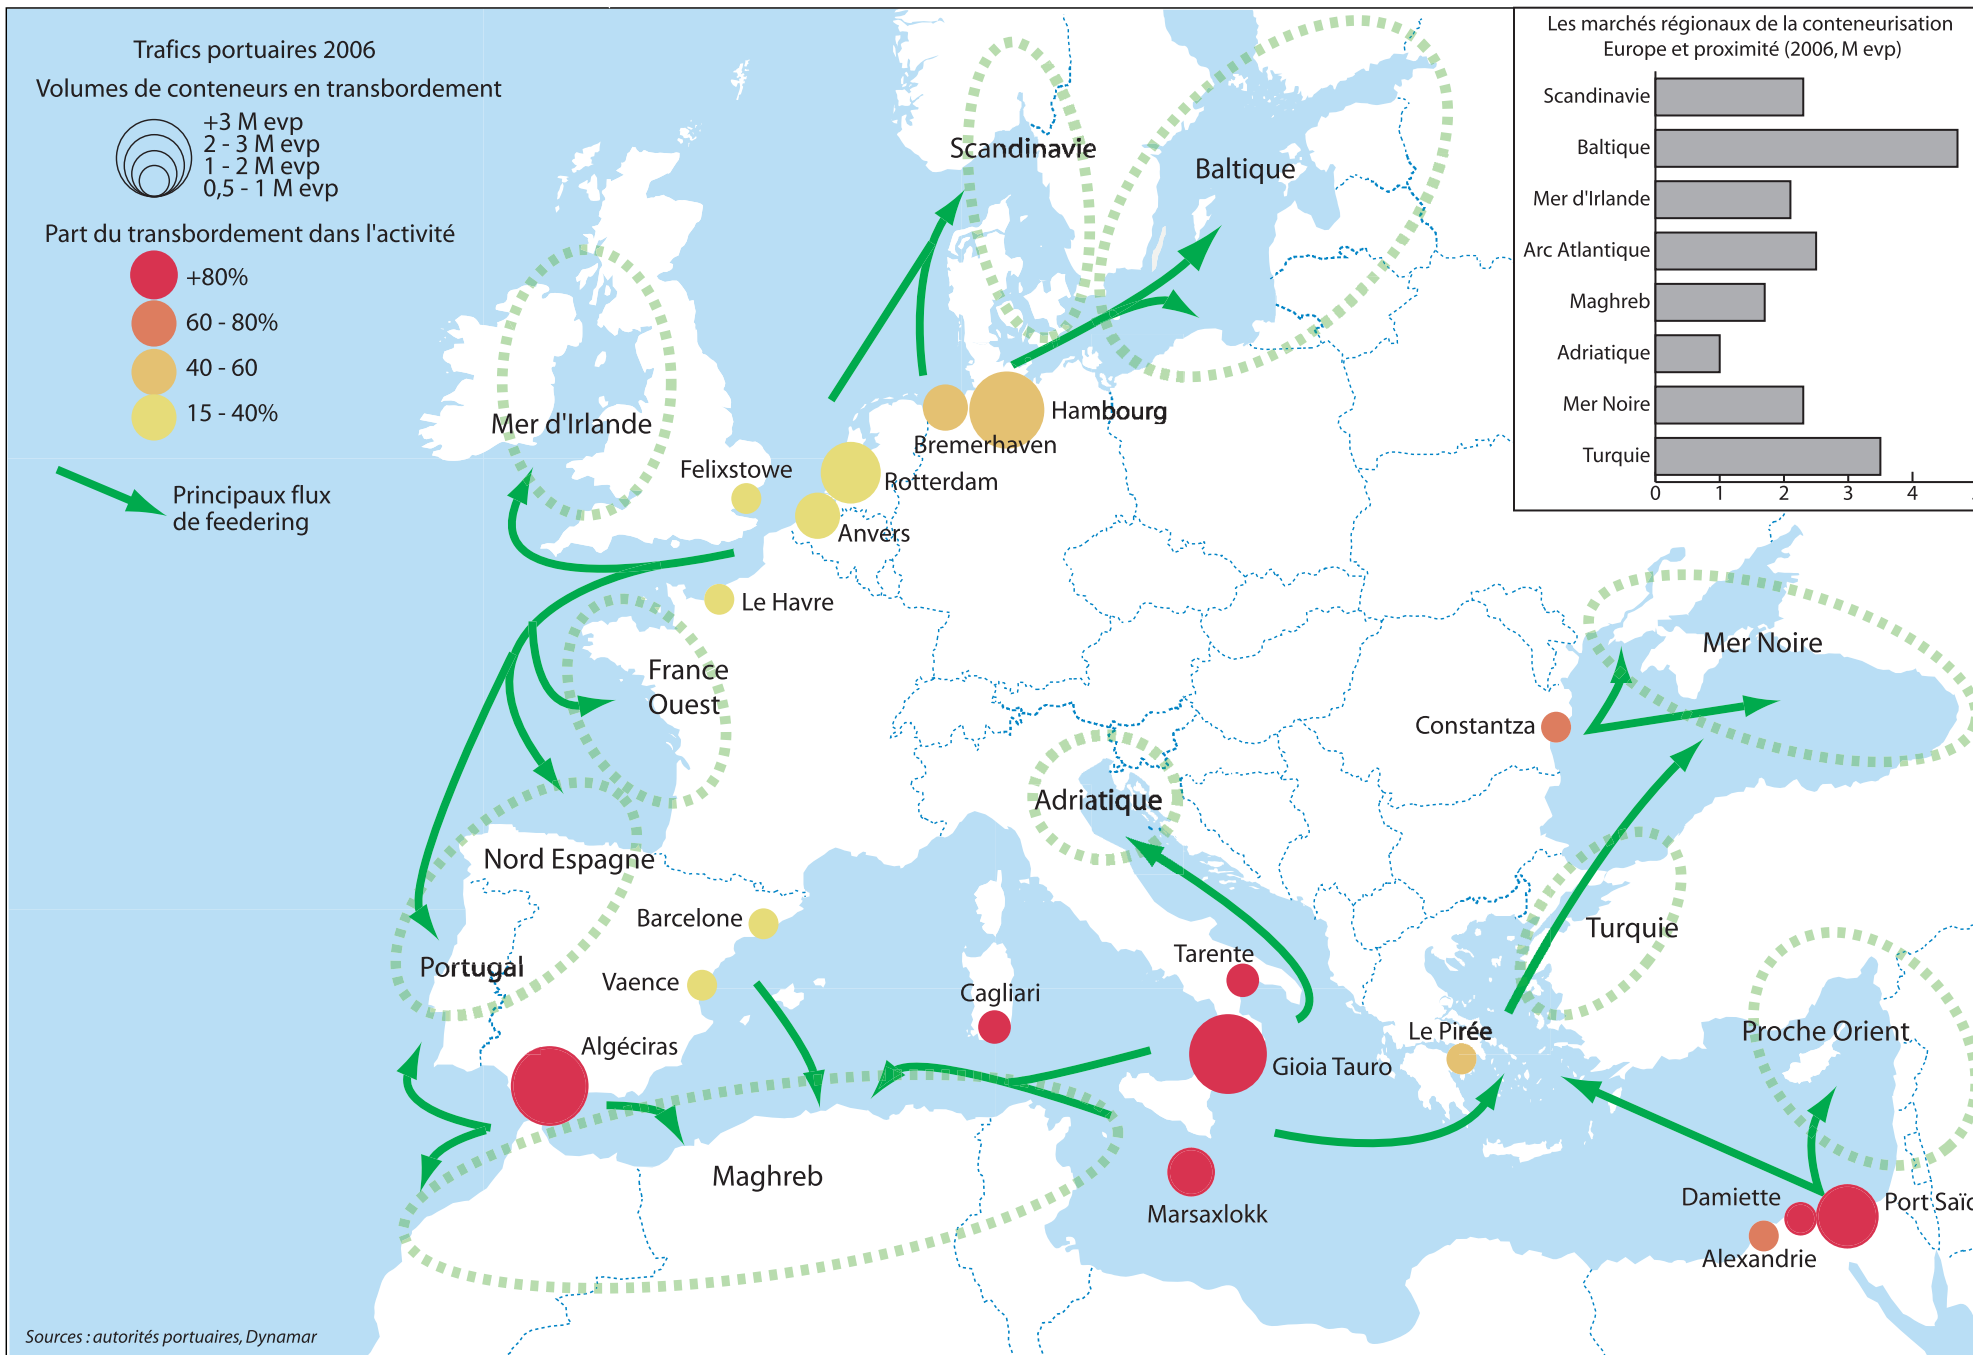 Trafics portuaires 2006
Volumes de conteneurs en transbordement
+3 M evp
2 - 3 M evp
1 - 2 M evp
0,5 - 1 M evp
Part du transbordement dans l'activité
+80%
60 - 80%
40 - 60
15 - 40%
Principaux flux
de feedering
Les marchés régionaux de la conteneurisation
Europe et proximité (2006, M evp)
Scandinavie
Baltique
Mer d'Irlande
Arc Atlantique
Maghreb
Adriatique
Mer Noire
Turquie
0 1 2 3 4
Scandinavie
Baltique
Mer d'Irlande
Hambourg
Bremerhaven
Felixstowe
Rotterdam
Anvers
Le Havre
France
Ouest
Mer Noire
Constantza
Adriatique
Nord Espagne
Barcelone
Turquie
Tarente
Portugal
Vaence
Cagliari
Le Pirée
Proche Orient
Algéciras
Gioia Tauro
Maghreb
Marsaxlokk
Damiette
Port Saïd
Alexandrie
Sources : autorités portuaires, Dynamar